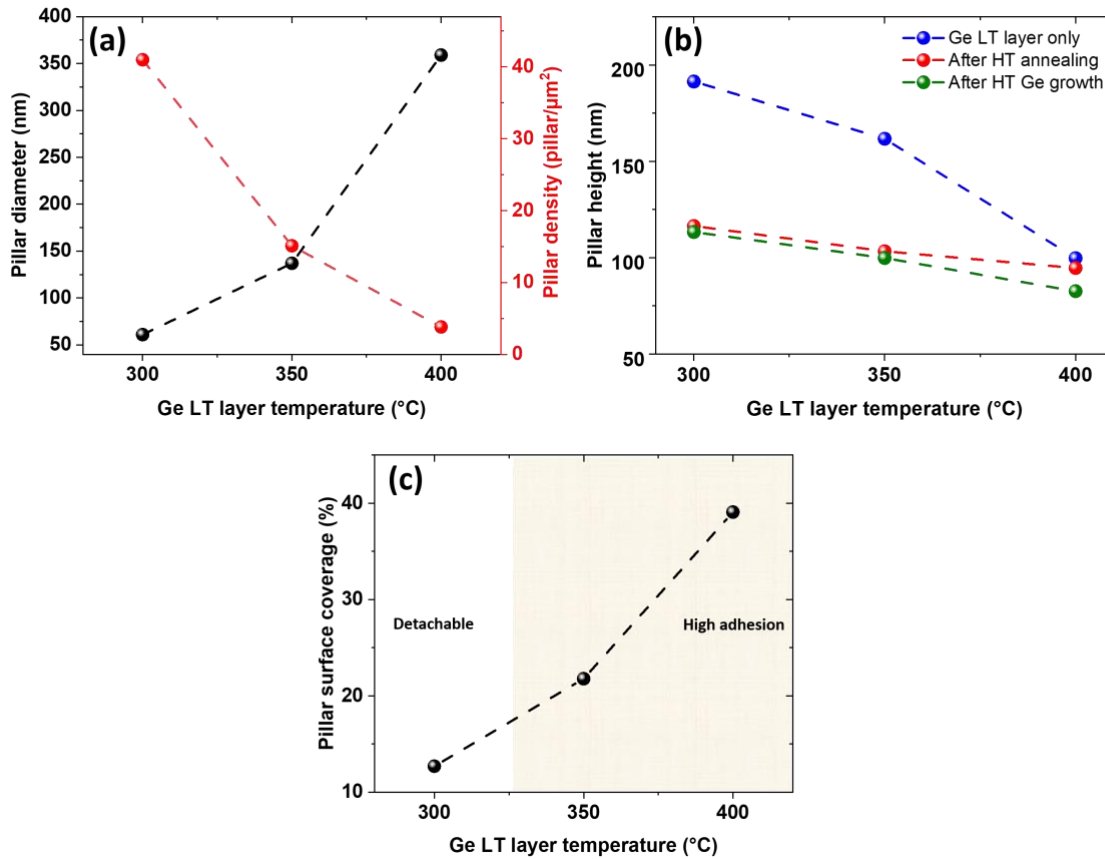 (a)
Pillar diameter (nm)
400
350
300
250
200
150
100
50
Pillar density (pillar/µm²)
40
30
20
10
0
300 350 400
Ge LT layer temperature (°C)
(b)
Ge LT layer only
After HT annealing
After HT Ge growth
Pillar height (nm)
200
150
100
50
300 350 400
Ge LT layer temperature (°C)
(c)
Pillar surface coverage (%)
40
30
20
10
Detachable
High adhesion
300 350 400
Ge LT layer temperature (°C)